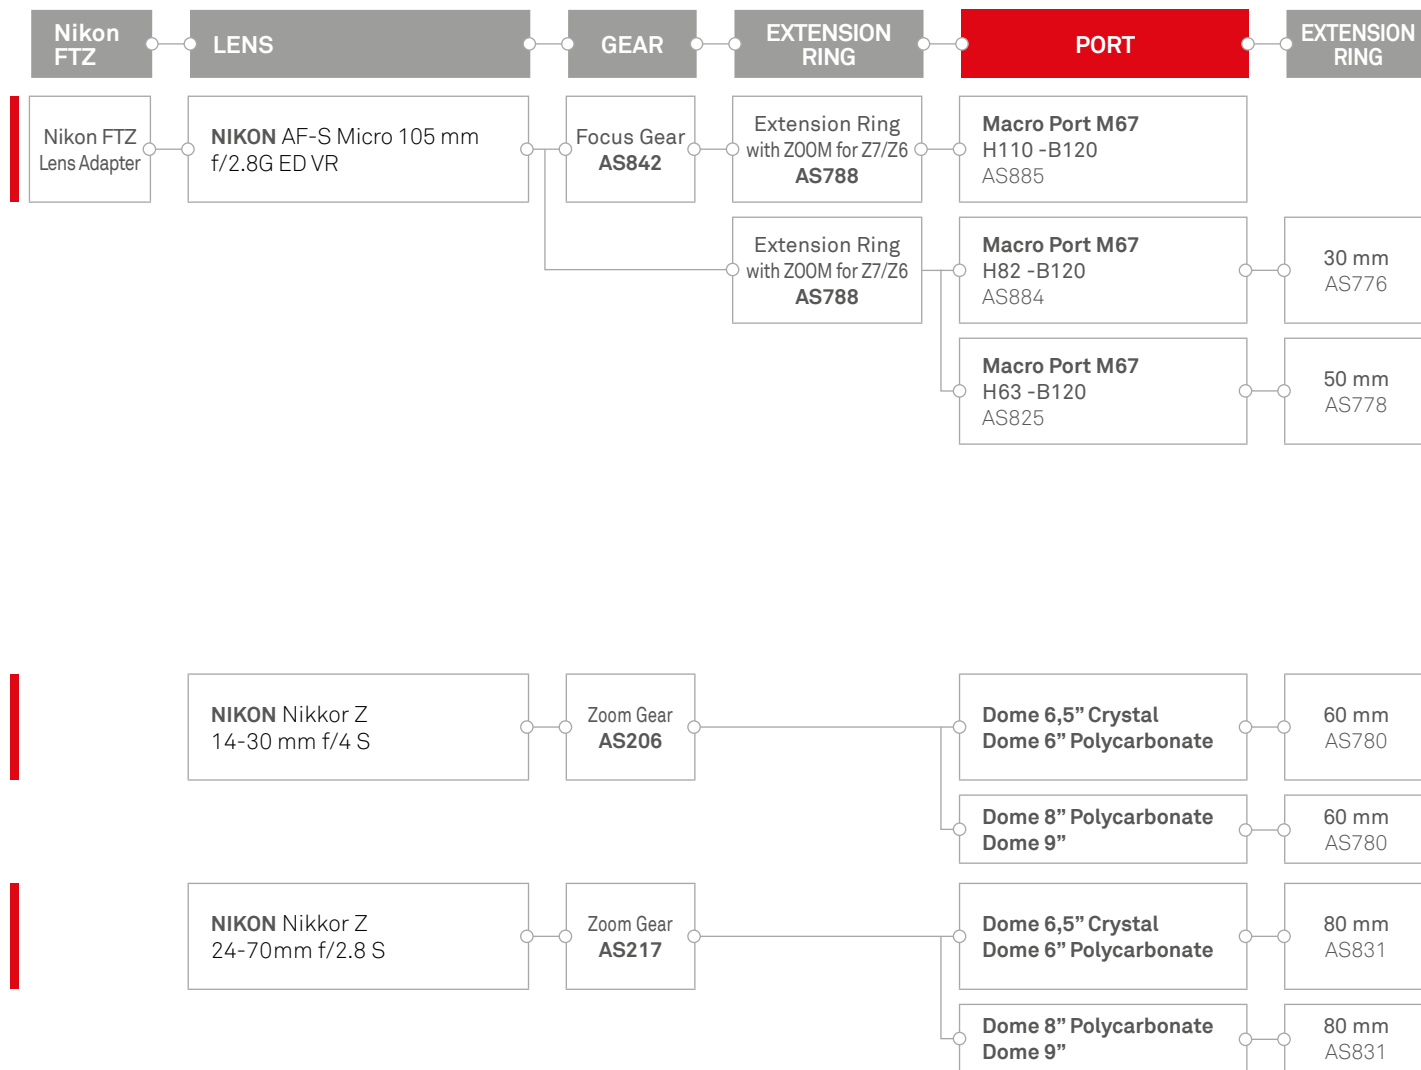 Nikon
FTZ
LENS
GEAR
EXTENSION
RING
PORT
EXTENSION
RING
Nikon FTZ
Lens Adapter
NIKON AF-S Micro 105 mm
f/2.8G ED VR
Focus Gear
AS842
Extension Ring
with ZOOM for Z7/Z6
AS788
Macro Port M67
H110 -B120
AS885
Extension Ring
with ZOOM for Z7/Z6
AS788
Macro Port M67
H82 -B120
AS884
30 mm
AS776
Macro Port M67
H63 -B120
AS825
50 mm
AS778
NIKON Nikkor Z
14-30 mm f/4 S
Zoom Gear
AS206
Dome 6,5” Crystal
Dome 6” Polycarbonate
60 mm
AS780
Dome 8” Polycarbonate
Dome 9”
60 mm
AS780
NIKON Nikkor Z
24-70mm f/2.8 S
Zoom Gear
AS217
Dome 6,5” Crystal
Dome 6” Polycarbonate
80 mm
AS831
Dome 8” Polycarbonate
Dome 9”
80 mm
AS831